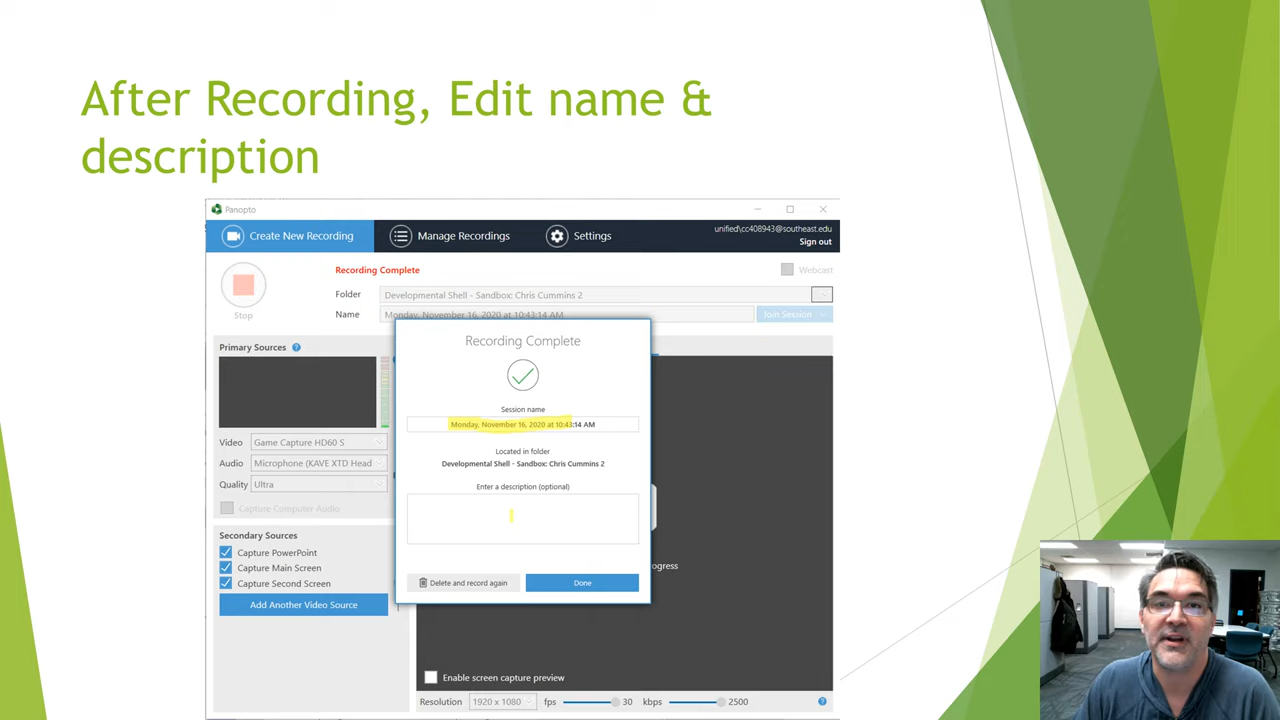 After Recording, Edit name &
description
Panopto
Create New Recording
Manage Recordings
Settings
unified\cc408943@southeast.edu
Sign out
Recording Complete
Webcast
Stop
Folder
Developmental Shell - Sandbox: Chris Cummins 2
Name
Monday, November 16, 2020 at 10:43:14 AM
Join Session
Primary Sources
Recording Complete
Session name
Monday, November 16, 2020 at 10:43:14 AM
Located in folder
Developmental Shell - Sandbox: Chris Cummins 2
Enter a description (optional)
Delete and record again
Done
Video
Game Capture HD60 S
Audio
Microphone (KAVE XTD Head
Quality
Ultra
Capture Computer Audio
Secondary Sources
Capture PowerPoint
Capture Main Screen
Capture Second Screen
Add Another Video Source
rogress
Enable screen capture preview
Resolution
1920 x 1080
fps
30
kbps
2500